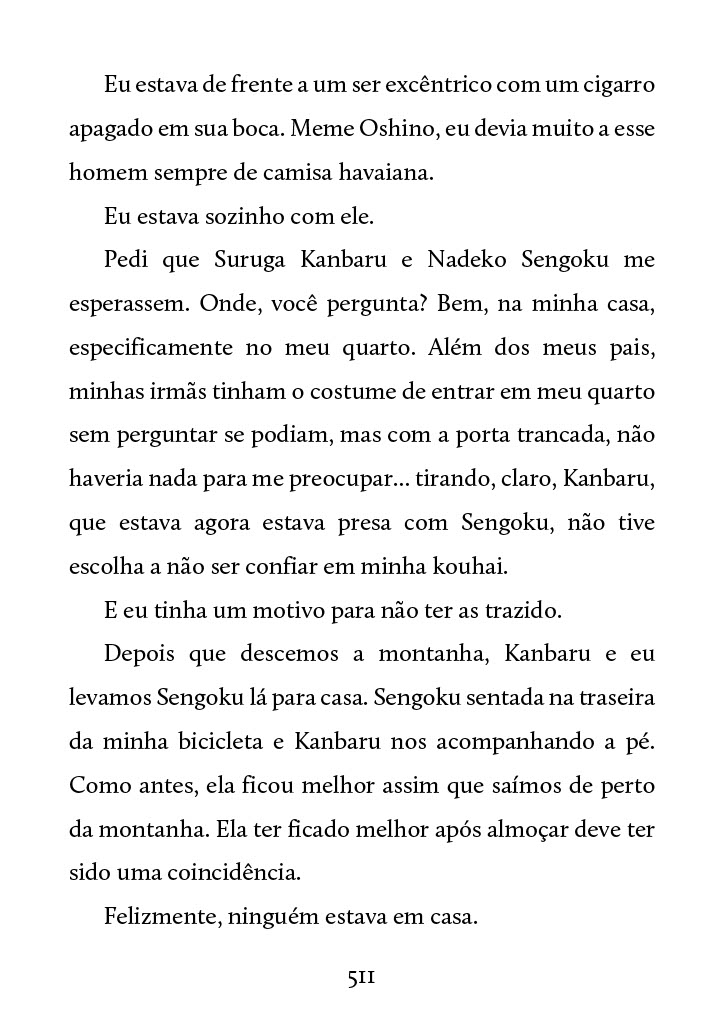 Eu estava de frente a um ser excêntrico com um cigarro
apagado em sua boca. Meme Oshino, eu devia muito a esse
homem sempre de camisa havaiana.
Eu estava sozinho com ele.
Pedi que Suruga Kanbaru e Nadeko Sengoku me
esperassem. Onde, você pergunta? Bem, na minha casa,
especificamente no meu quarto. Além dos meus pais,
minhas irmãs tinham o costume de entrar em meu quarto
sem perguntar se podiam, mas com a porta trancada, não
haveria nada para me preocupar... tirando, claro, Kanbaru,
que estava agora estava presa com Sengoku, não tive
escolha a não ser confiar em minha kouhai.
E eu tinha um motivo para não ter as trazido.
Depois que descemos a montanha, Kanbaru e eu
levamos Sengoku lá para casa. Sengoku sentada na traseira
da minha bicicleta e Kanbaru nos acompanhando a pé.
Como antes, ela ficou melhor assim que saímos de perto
da montanha. Ela ter ficado melhor após almoçar deve ter
sido uma coincidência.
Felizmente, ninguém estava em casa.
511